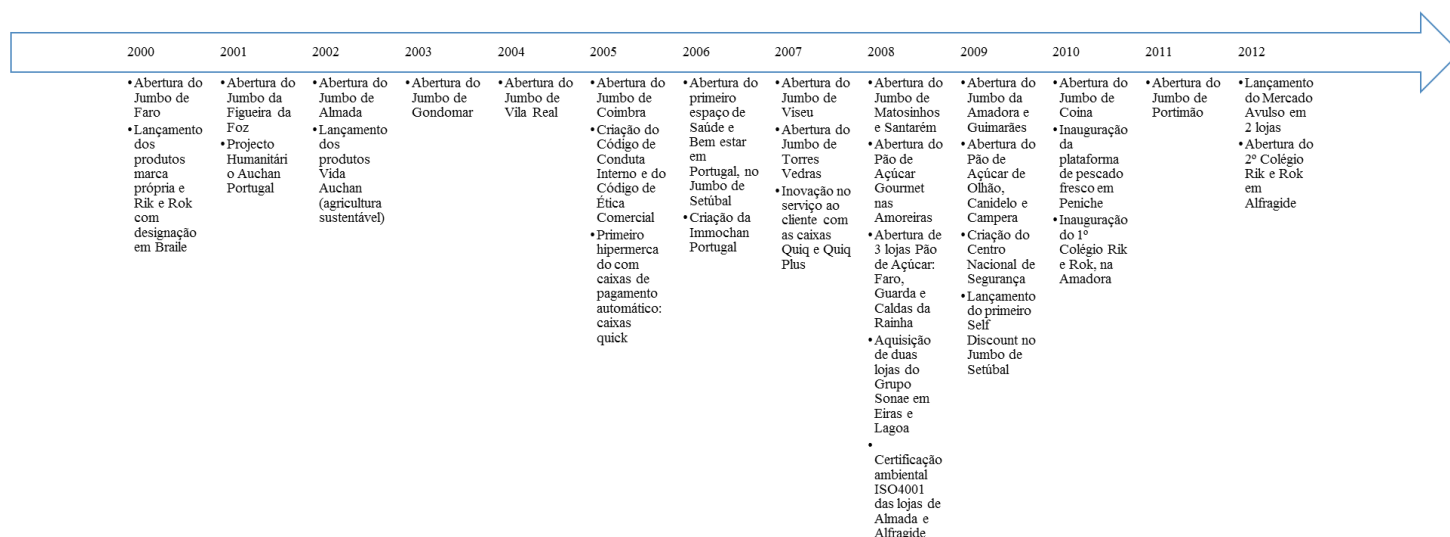 2000
•Abertura do
Jumbo de
Faro
•Lançamento
dos
produtos
marca
própria e
Rik e Rok
com
designação
em Braile
2001
•Abertura do
Jumbo da
Figueira da
Foz
•Projecto
Humanitári
o Auchan
Portugal
2002
•Abertura do
Jumbo de
Almada
•Lançamento
dos
produtos
Vida
Auchan
(agricultura
sustentável)
2003
•Abertura do
Jumbo de
Gondomar
2004
•Abertura do
Jumbo de
Vila Real
2005
•Abertura do
Jumbo de
Coimbra
•Criação do
Código de
Conduta
Interno e do
Código de
Ética
Comercial
•Primeiro
hipermerca
do com
caixas de
pagamento
automático:
caixas
quick
2006
•Abertura do
primeiro
espaço de
Saúde e
Bem estar
em
Portugal, no
Jumbo de
Setúbal
•Criação da
Immochan
Portugal
2007
•Abertura do
Jumbo de
Viseu
•Abertura do
Jumbo de
Torres
Vedras
•Inovação no
serviço ao
cliente com
as caixas
Quiq e Quiq
Plus
2008
•Abertura do
Jumbo de
Matosinhos
e Santarém
•Abertura do
Pão de
Açúcar
Gourmet
nas
Amoreiras
•Abertura de
3 lojas Pão
de Açúcar:
Faro,
Guarda e
Caldas da
Rainha
•Aquisição
de duas
lojas do
Grupo
Sonae em
Eiras e
Lagoa
•
Certificação
ambiental
ISO4001
das lojas de
Almada e
Alfragide
2009
•Abertura do
Jumbo da
Amadora e
Guimarães
•Abertura do
Pão de
Açúcar de
Olhão,
Canidelo e
Campera
•Criação do
Centro
Nacional de
Segurança
•Lançamento
do primeiro
Self
Discount no
Jumbo de
Setúbal
2010
•Abertura do
Jumbo de
Coina
•Inauguração
da
plataforma
de pescado
fresco em
Peniche
•Inauguração
do 1º
Colégio Rik
e Rok, na
Amadora
2011
•Abertura do
Jumbo de
Portimão
2012
•Lançamento
do Mercado
Avulso em
2 lojas
•Abertura do
2º Colégio
Rik e Rok
em
Alfragide